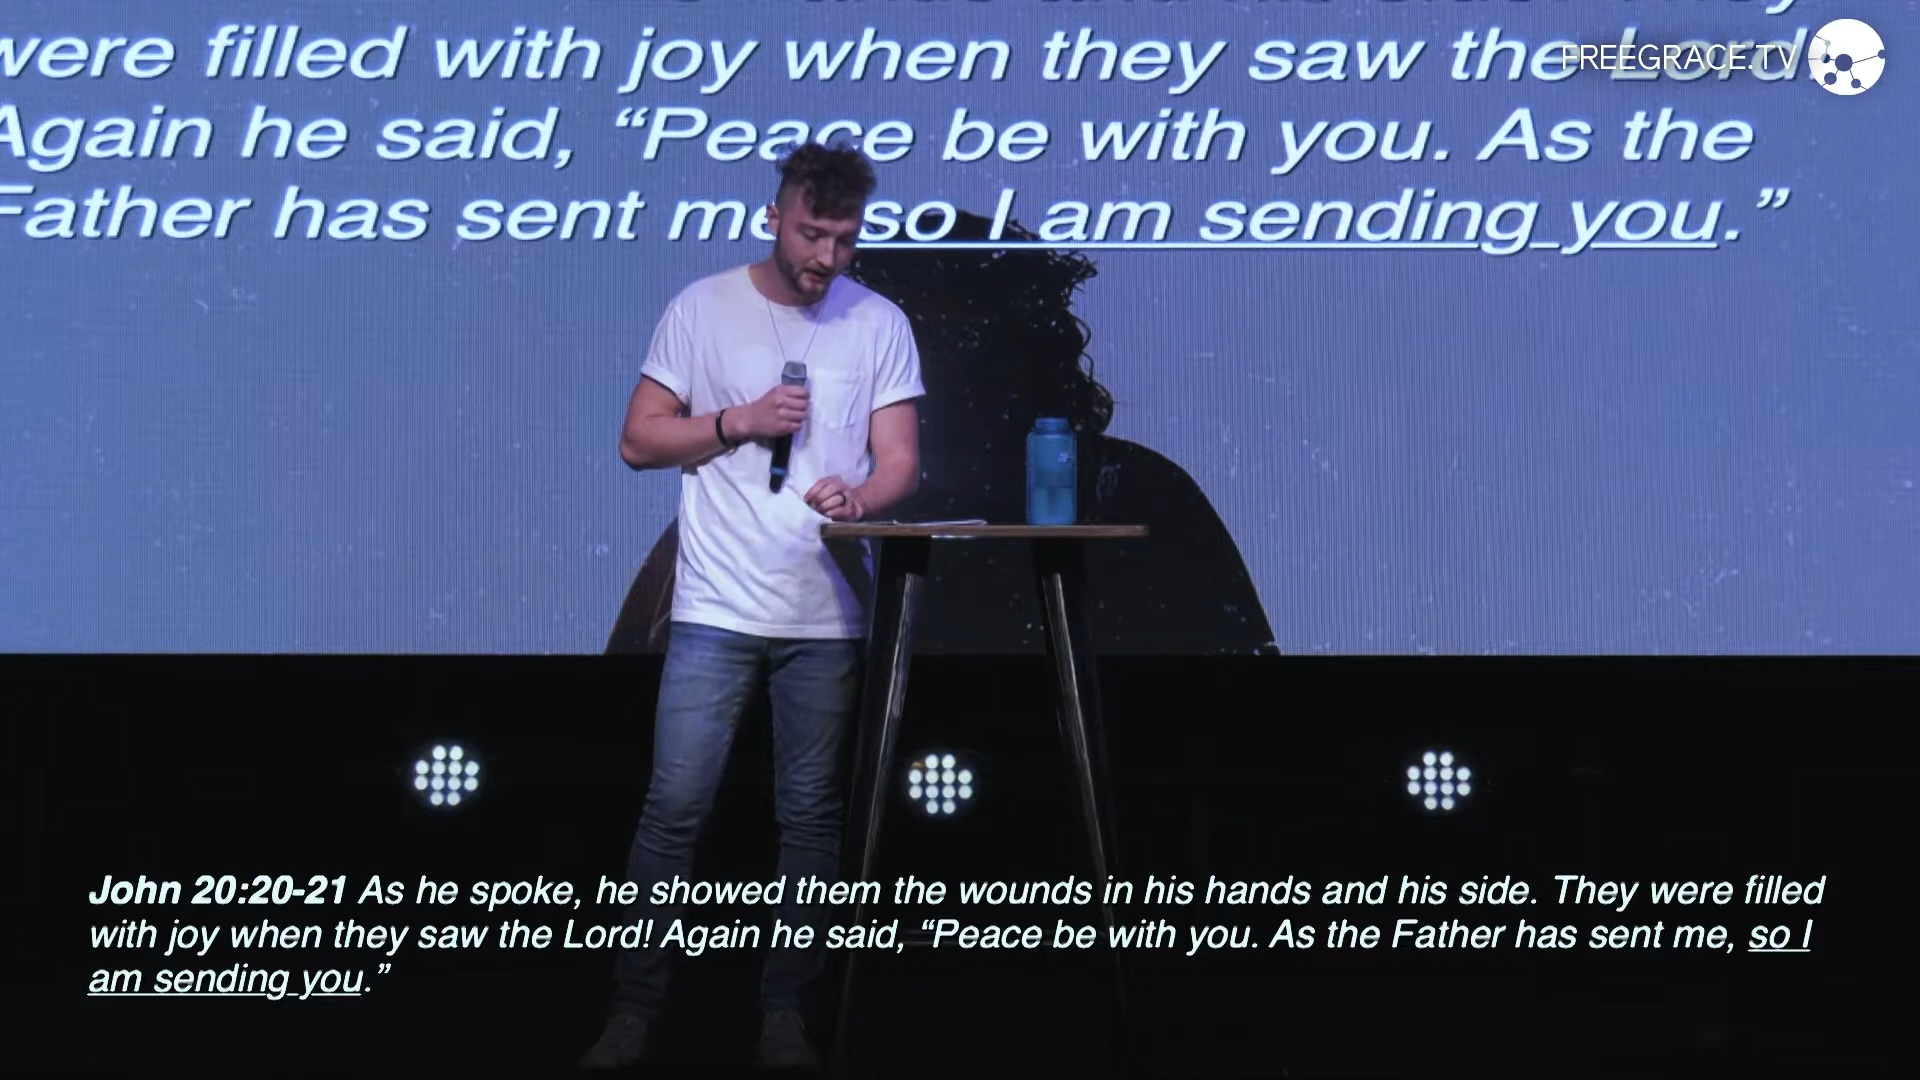 were filled with joy when they saw the Lord!
Again he said, “Peace be with you. As the
Father has sent me, so I am sending you.”
FREEGRACE.TV
John 20:20-21 As he spoke, he showed them the wounds in his hands and his side. They were filled
with joy when they saw the Lord! Again he said, “Peace be with you. As the Father has sent me, so I
am sending you.”